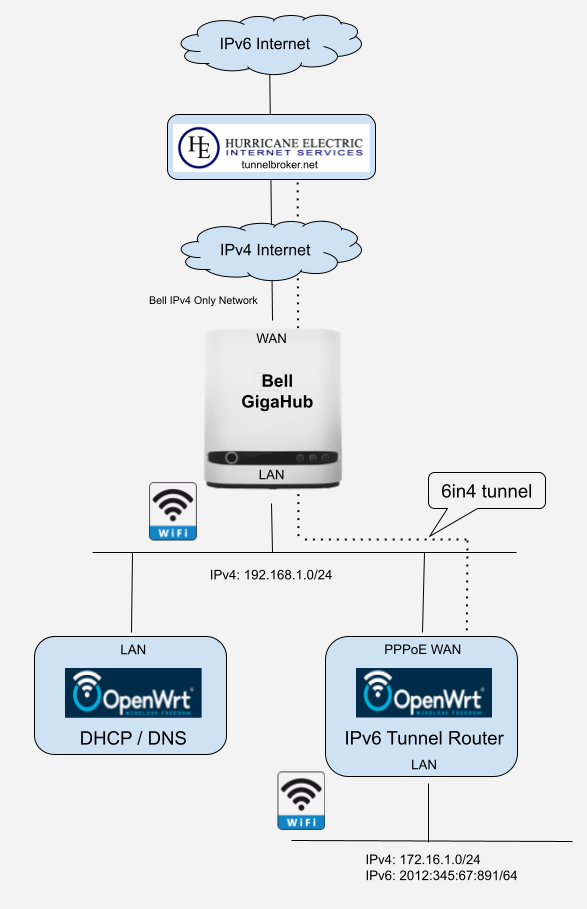 IPv6 Internet
HE
HURRICANE ELECTRIC
INTERNET SERVICES
tunnelbroker.net
IPv4 Internet
Bell IPv4 Only Network
WAN
Bell
GigaHub
LAN
WiFi
6in4 tunnel
IPv4: 192.168.1.0/24
LAN
OpenWrt
WIRELESS FREEDOM
DHCP / DNS
PPPoE WAN
OpenWrt
WIRELESS FREEDOM
IPv6 Tunnel Router
LAN
WiFi
IPv4: 172.16.1.0/24
IPv6: 2012:345:67:891/64